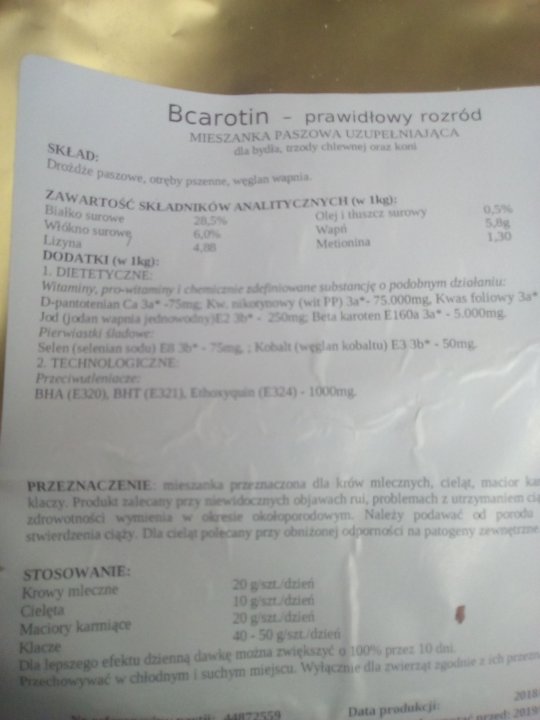 Bcarotin – prawidłowy rozród
MIESZANKA PASZOWA UZUPEŁNIAJĄCA
dla bydła, trzody chlewnej oraz koni
SKŁAD:
Drożdże paszowe, otręby pszenne, węglan wapnia.
ZAWARTOŚĆ SKŁADNIKÓW ANALITYCZNYCH (w 1kg):
Białko surowe 28,5% Olej i tłuszcz surowy 0,5%
Włókno surowe 6,0% Wapń 5,8g
Lizyna 4,88 Metionina 1,30
DODATKI (w 1kg):
1. DIETETYCZNE:
Witaminy, pro-witaminy i chemicznie zdefiniowane substancję o podobnym działaniu:
D-pantotenian Ca 3a* -75mg, Kw. nikotynowy (wit PP) 3a*- 75.000mg, Kwas foliowy 3a*
Jod (jodan wapnia jednowodny)E2 3b* - 250mg; Beta karoten E160a 3a* - 5.000mg.
Pierwiastki śladowe:
Selen (selenian sodu) E8 3b* - 75mg, ; Kobalt (węglan kobaltu) E3 3b* - 50mg.
2. TECHNOLOGICZNE:
Przeciwutleniacze:
BHA (E320), BHT (E321), Ethoxyquin (E324) - 1000mg.
PRZEZNACZENIE: mieszanka przeznaczona dla krów mlecznych, cieląt, macior
klaczy. Produkt zalecany przy niewidocznych objawach rui, problemach z utrzymaniem
zdrowotności wymienia w okresie okołoporodowym. Należy podawać od porodu
stwierdzenia ciąży. Dla cieląt polecany przy obniżonej odporności na patogeny zewnętrzne
STOSOWANIE:
Krowy mleczne 20 g/szt./dzień
Cielęta 10 g/szt./dzień
Maciory karmiące 20 g/szt./dzień
Klacze 40 - 50 g/szt./dzień
Dla lepszego efektu dzienną dawkę można zwiększyć o 100% przez 10 dni.
Przechowywać w chłodnym i suchym miejscu. Wyłącznie dla zwierząt zgodnie z ich
Data produkcji: 2018
44872559 przed: 2019